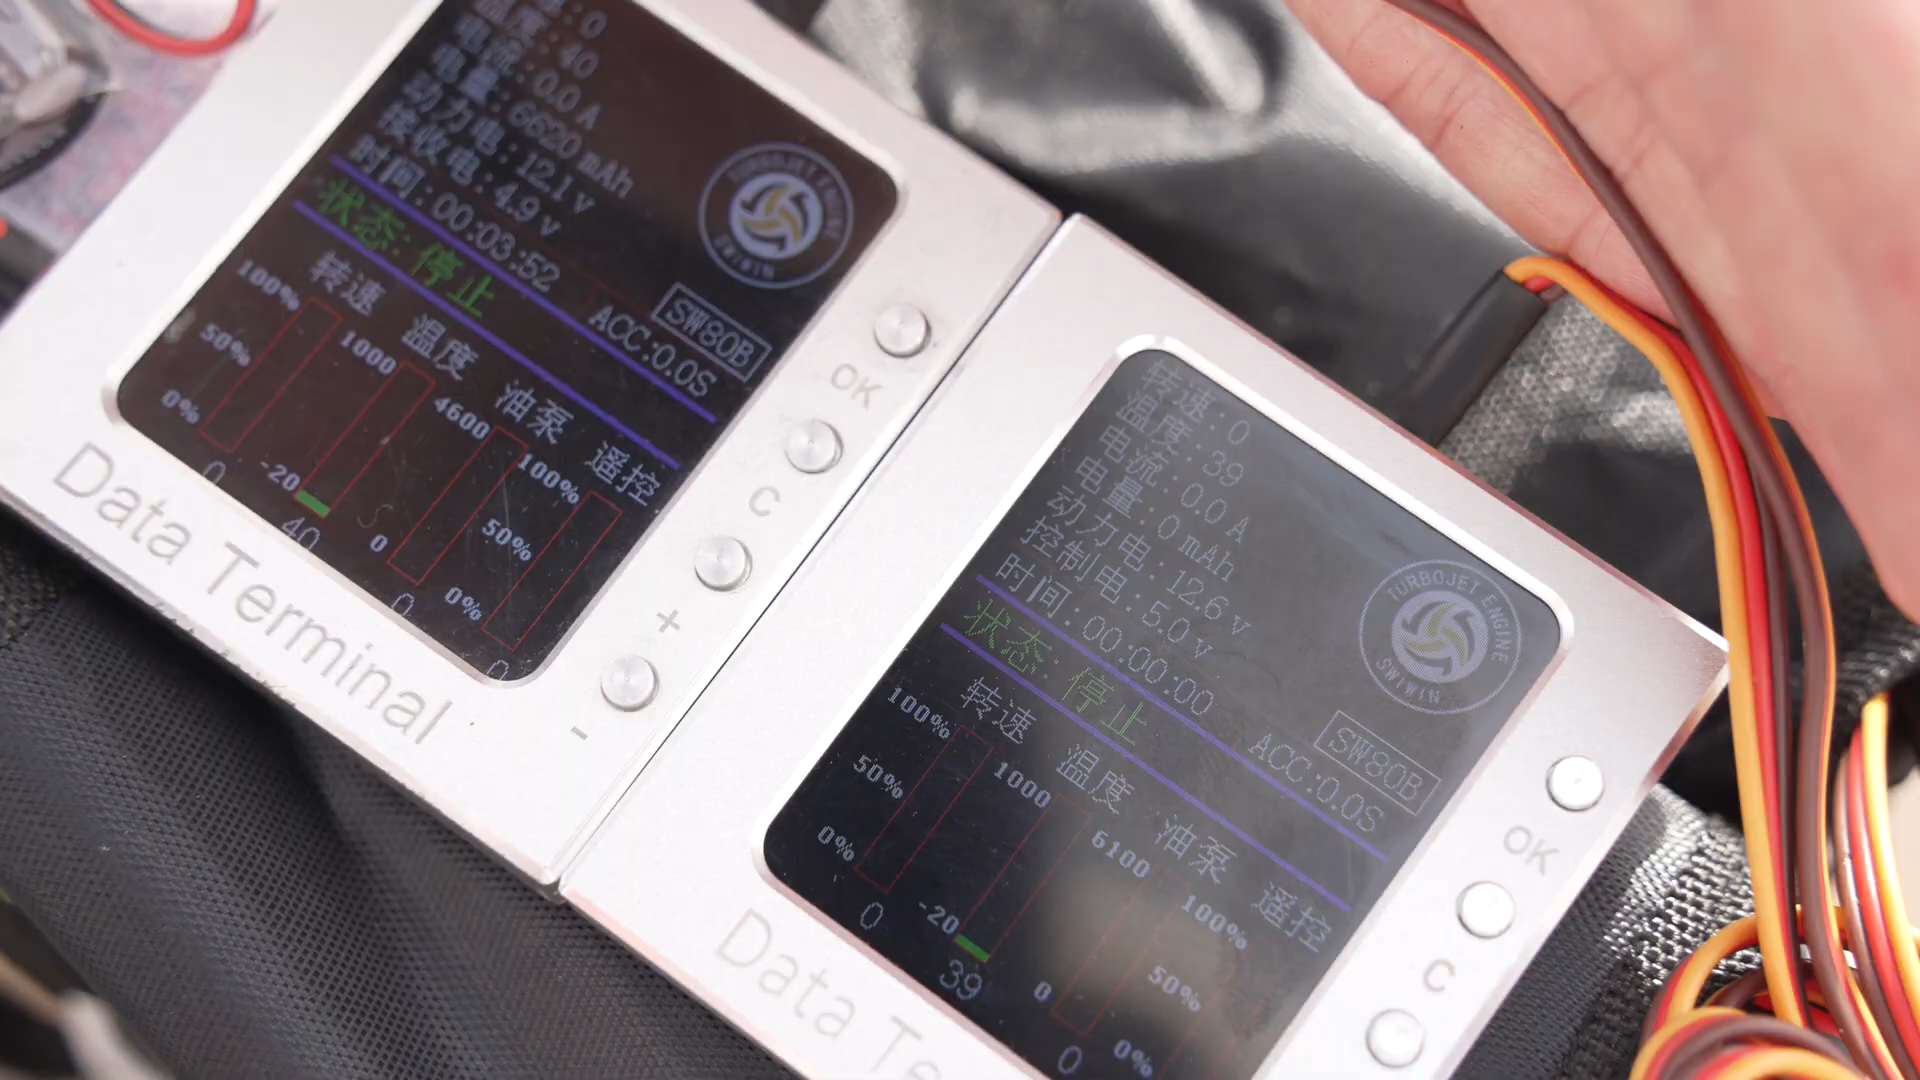 速: 0
温度: 40
电流: 0.0 A
电量: 6620 mAh
动力电: 12.1 v
接收电: 4.9 v
时间: 00:03:52
状态: 停止
ACC:0.0S
SW80B
TURBOJET ENGINE
SWIWIN
转速 温度 油泵 遥控
100% 1000 4600 100%
50% 50%
0% -20 0 0%
0 40 0 0
Data Terminal
OK
C
+
-
转速: 0
温度: 39
电流: 0.0 A
电量: 0 mAh
动力电: 12.6 v
控制电: 5.0 v
时间: 00:00:00
状态: 停止
ACC:0.0S
SW80B
TURBOJET ENGINE
SWIWIN
转速 温度 油泵 遥控
100% 1000 6100 100%
50% 50%
0% -20 0 0%
0 39 0
Data Te
OK
C